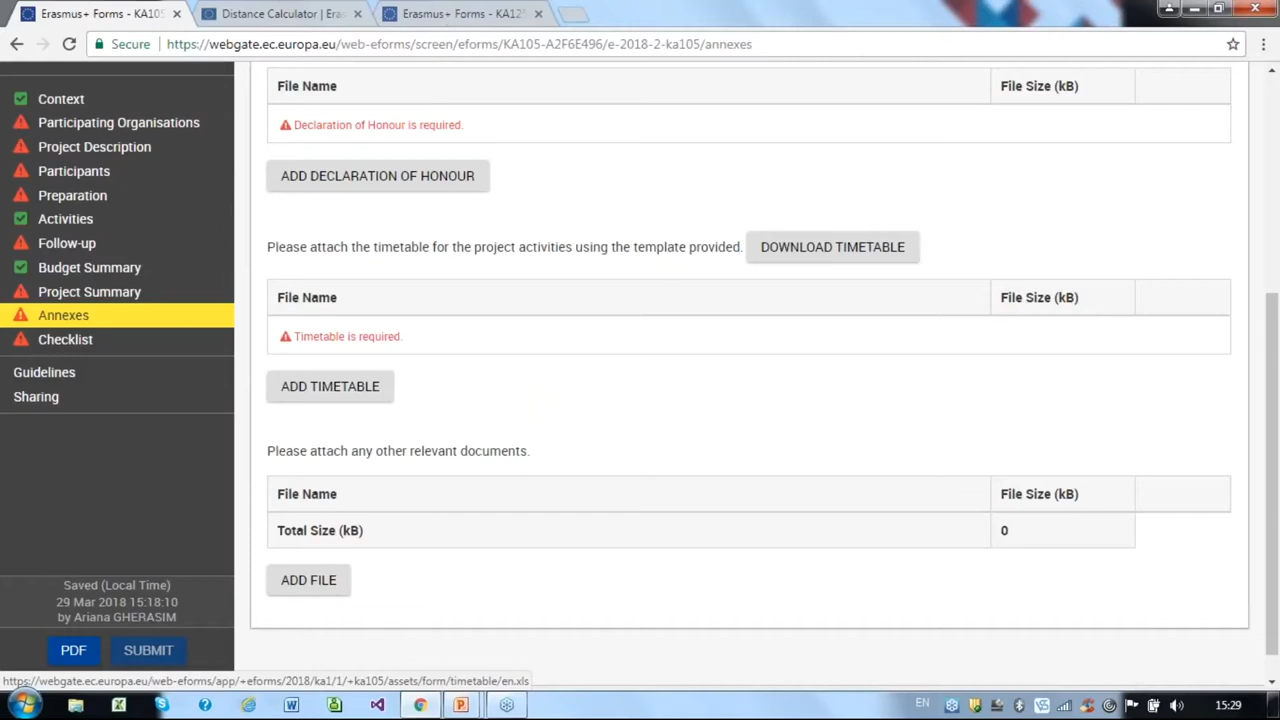 Erasmus+ Forms - KA105
Distance Calculator | Eras
Erasmus+ Forms - KA12
Secure
https://webgate.ec.europa.eu/web-eforms/screen/eforms/KA105-A2F6E496/e-2018-2-ka105/annexes
Context
Participating Organisations
Project Description
Participants
Preparation
Activities
Follow-up
Budget Summary
Project Summary
Annexes
Checklist
Guidelines
Sharing
Saved (Local Time)
29 Mar 2018 15:18:10
by Ariana GHERASIM
PDF SUBMIT
File Name File Size (kB)
Declaration of Honour is required.
ADD DECLARATION OF HONOUR
Please attach the timetable for the project activities using the template provided. DOWNLOAD TIMETABLE
File Name File Size (kB)
Timetable is required.
ADD TIMETABLE
Please attach any other relevant documents.
File Name File Size (kB)
Total Size (kB) 0
ADD FILE
https://webgate.ec.europa.eu/web-eforms/app/+eforms/2018/ka1/1/+ka105/assets/form/timetable/en.xls
EN
15:29